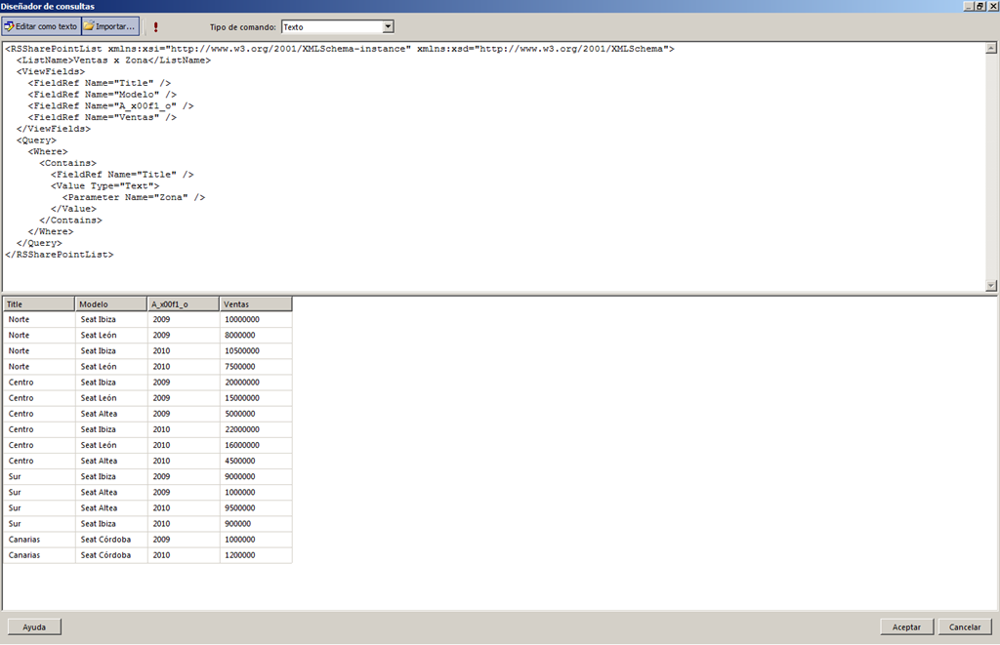 Diseñador de consultas
Editar como texto Importar... ! Tipo de comando: Texto
<RSSharePointList xmlns:xsi="http://www.w3.org/2001/XMLSchema-instance" xmlns:xsd="http://www.w3.org/2001/XMLSchema">
<ListName>Ventas x Zona</ListName>
<ViewFields>
<FieldRef Name="Title" />
<FieldRef Name="Modelo" />
<FieldRef Name="A_x00f1_o" />
<FieldRef Name="Ventas" />
</ViewFields>
<Query>
<Where>
<Contains>
<FieldRef Name="Title" />
<Value Type="Text">
<Parameter Name="Zona" />
</Value>
</Contains>
</Where>
</Query>
</RSSharePointList>
Title Modelo A_x00f1_o Ventas
Norte Seat Ibiza 2009 10000000
Norte Seat León 2009 8000000
Norte Seat Ibiza 2010 10500000
Norte Seat León 2010 7500000
Centro Seat Ibiza 2009 20000000
Centro Seat León 2009 15000000
Centro Seat Altea 2009 5000000
Centro Seat Ibiza 2010 22000000
Centro Seat León 2010 16000000
Centro Seat Altea 2010 4500000
Sur Seat Ibiza 2009 9000000
Sur Seat Altea 2009 1000000
Sur Seat Altea 2010 9500000
Sur Seat Ibiza 2010 900000
Canarias Seat Córdoba 2009 1000000
Canarias Seat Córdoba 2010 1200000
Ayuda Aceptar Cancelar